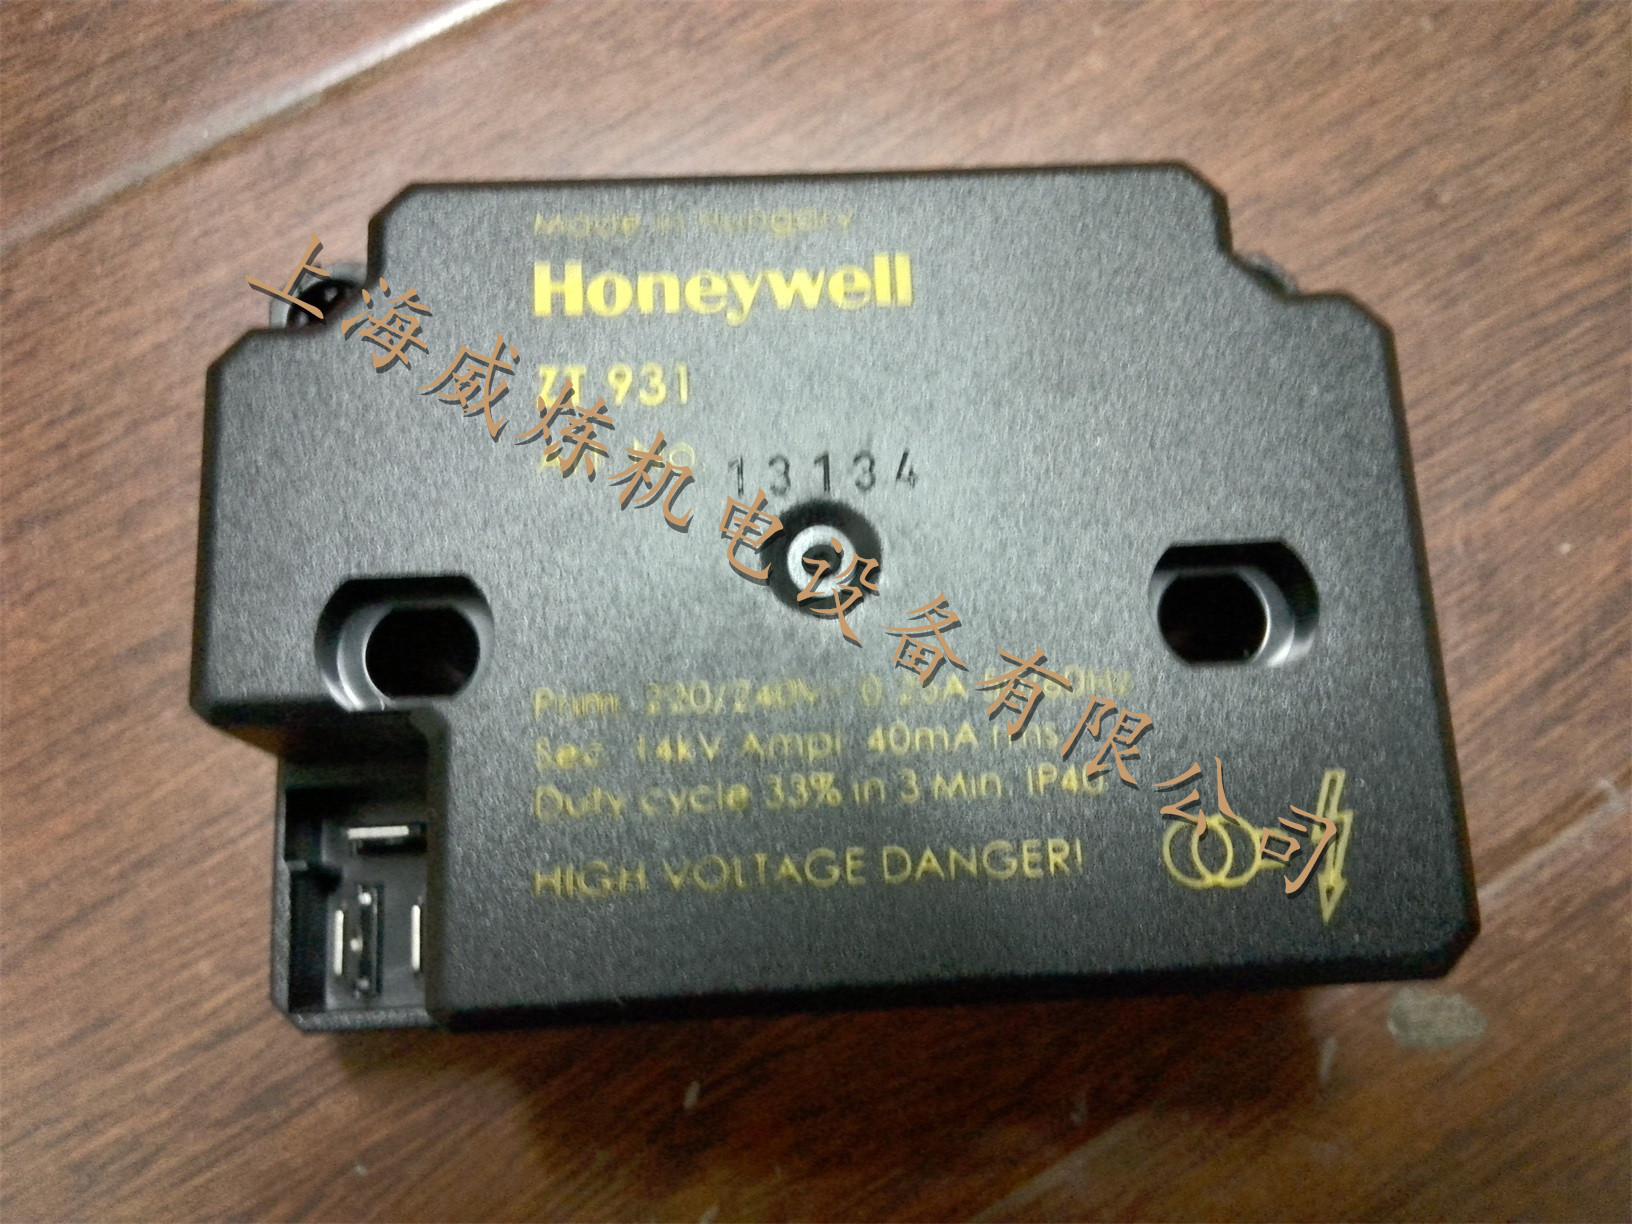 Made in Hungary
Honeywell
ZT 931
Art. No. 13134
Prim. 220/240V~ 0.25A 50/60Hz
Sec. 14kV Ampl. 40mA rms
Duty cycle 33% in 3 Min. IP40
HIGH VOLTAGE DANGER!
上海威炼机电设备有限公司